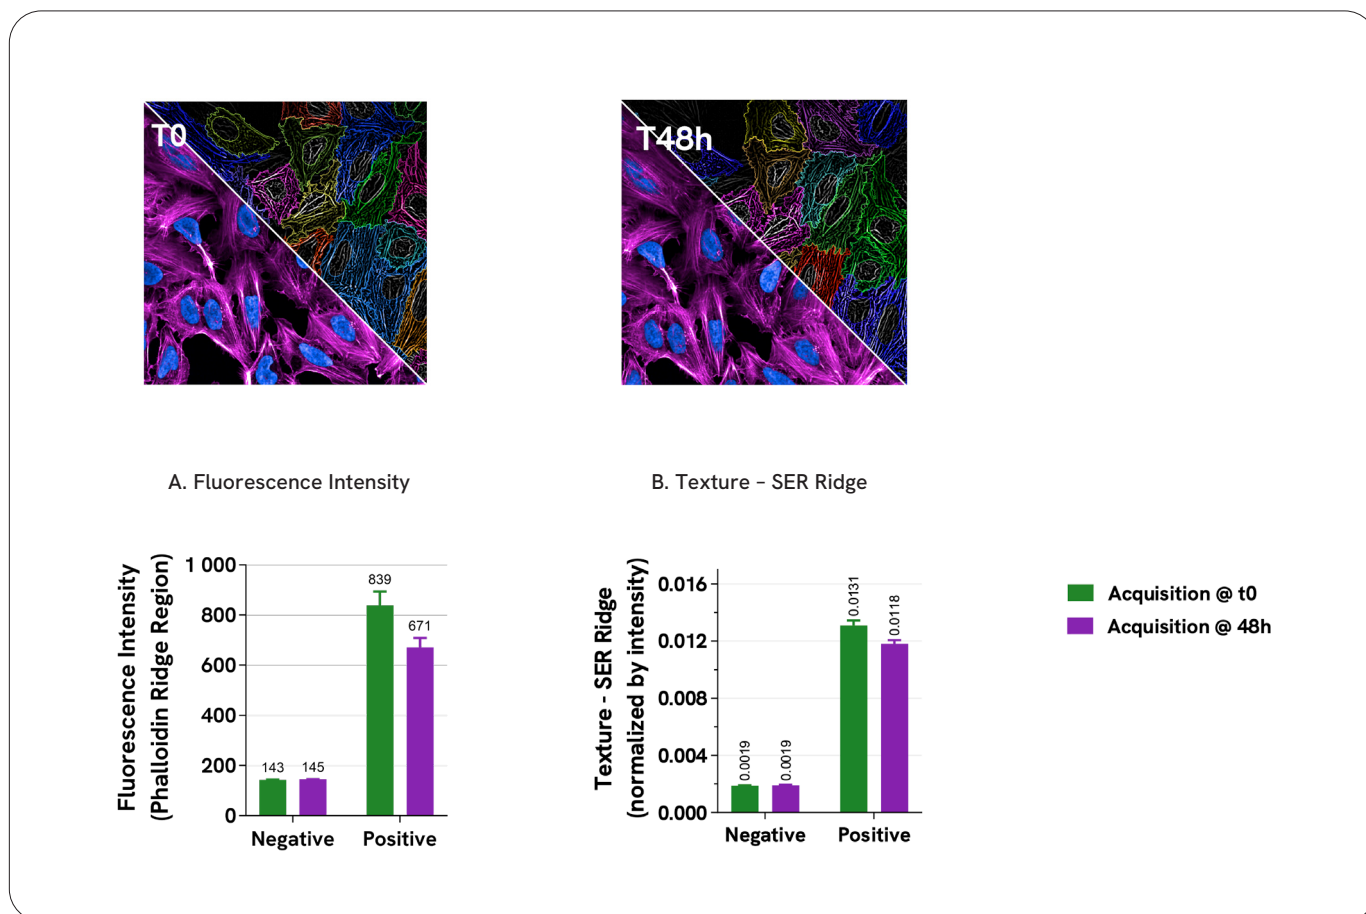 T0
T48h
A. Fluorescence Intensity
B. Texture – SER Ridge
Fluorescence Intensity
(Phalloidin Ridge Region)
1 000
800
600
400
200
0
143
145
839
671
Negative
Positive
Texture - SER Ridge
(normalized by intensity)
0.016
0.012
0.008
0.004
0.000
0.0019
0.0019
0.0131
0.0118
Negative
Positive
Acquisition @ t0
Acquisition @ 48h